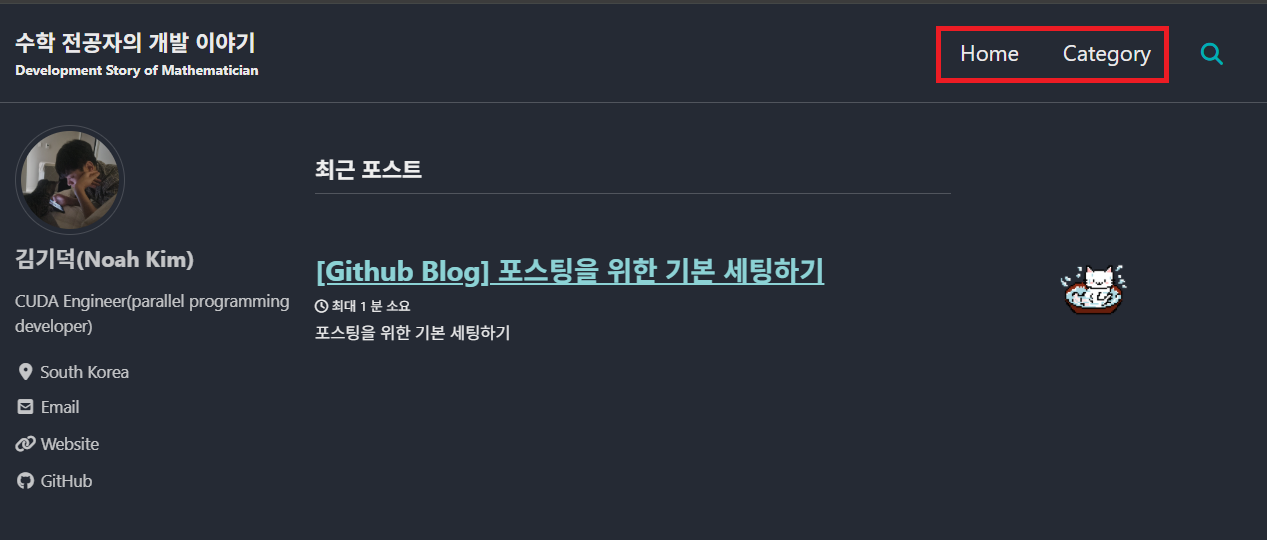 수학 전공자의 개발 이야기
Development Story of Mathematician
Home Category
김기덕(Noah Kim)
CUDA Engineer(parallel programming
developer)
South Korea
Email
Website
GitHub
최근 포스트
[Github Blog] 포스팅을 위한 기본 세팅하기
최대 1 분 소요
포스팅을 위한 기본 세팅하기